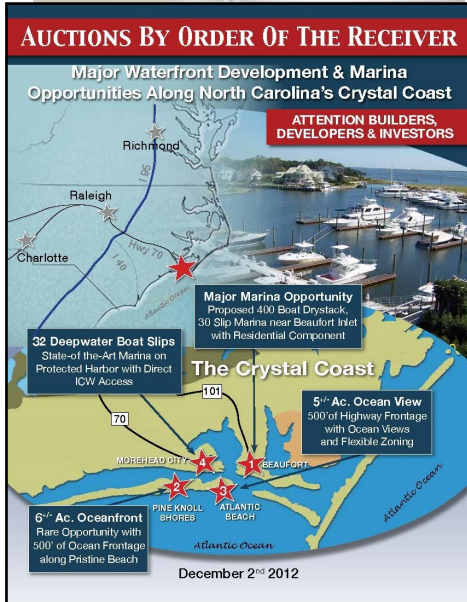 AUCTIONS BY ORDER OF THE RECEIVER
Major Waterfront Development & Marina
Opportunities Along North Carolina's Crystal Coast
ATTENTION BUILDERS,
DEVELOPERS & INVESTORS
Richmond
I 95
Raleigh
Charlotte
Hwy 70
I 40
Atlantic Ocean
Major Marina Opportunity
Proposed 400 Boat Drystack,
30 Slip Marina near Beaufort Inlet
with Residential Component
32 Deepwater Boat Slips
State-of the-Art Marina on
Protected Harbor with Direct
ICW Access
The Crystal Coast
101
70
5+/- Ac. Ocean View
500'of Highway Frontage
with Ocean Views
and Flexible Zoning
MOREHEAD CITY
4
1
BEAUFORT
2
3
PINE KNOLL
SHORES
ATLANTIC
BEACH
6+/- Ac. Oceanfront
Rare Opportunity with
500' of Ocean Frontage
along Pristine Beach
Atlantic Ocean
Atlantic Ocean
December 2nd 2012